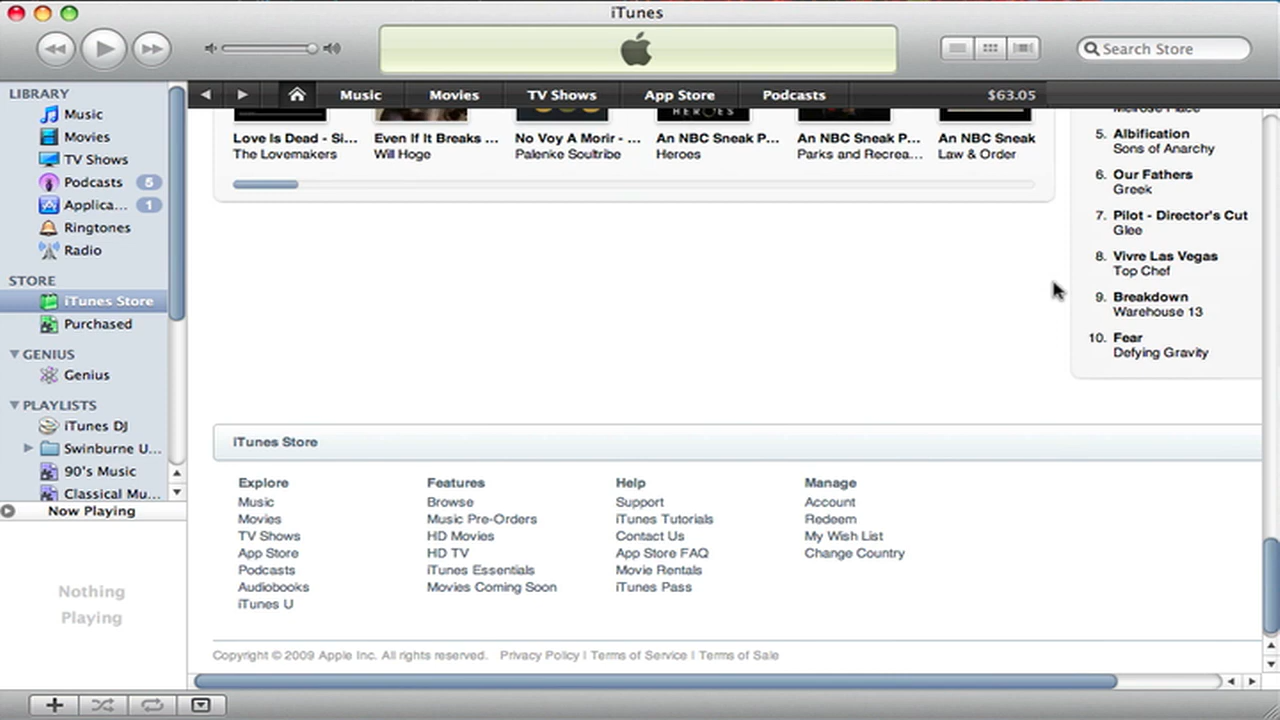 iTunes
Search Store
LIBRARY
Music
Movies
TV Shows
Podcasts 5
Applica... 1
Ringtones
Radio
STORE
iTunes Store
Purchased
GENIUS
Genius
PLAYLISTS
iTunes DJ
Swinburne U...
90's Music
Classical Mu...
Now Playing
Nothing
Playing
Music Movies TV Shows App Store Podcasts $63.05
HEROES
Love Is Dead - Si... Even If It Breaks ... No Voy A Morir - ... An NBC Sneak P... An NBC Sneak P... An NBC Sneak
The Lovemakers Will Hoge Palenke Soultribe Heroes Parks and Recrea... Law & Order
Melrose Place
5. Albification
Sons of Anarchy
6. Our Fathers
Greek
7. Pilot - Director's Cut
Glee
8. Vivre Las Vegas
Top Chef
9. Breakdown
Warehouse 13
10. Fear
Defying Gravity
iTunes Store
Explore
Music
Movies
TV Shows
App Store
Podcasts
Audiobooks
iTunes U
Features
Browse
Music Pre-Orders
HD Movies
HD TV
iTunes Essentials
Movies Coming Soon
Help
Support
iTunes Tutorials
Contact Us
App Store FAQ
Movie Rentals
iTunes Pass
Manage
Account
Redeem
My Wish List
Change Country
Copyright © 2009 Apple Inc. All rights reserved. Privacy Policy | Terms of Service | Terms of Sale